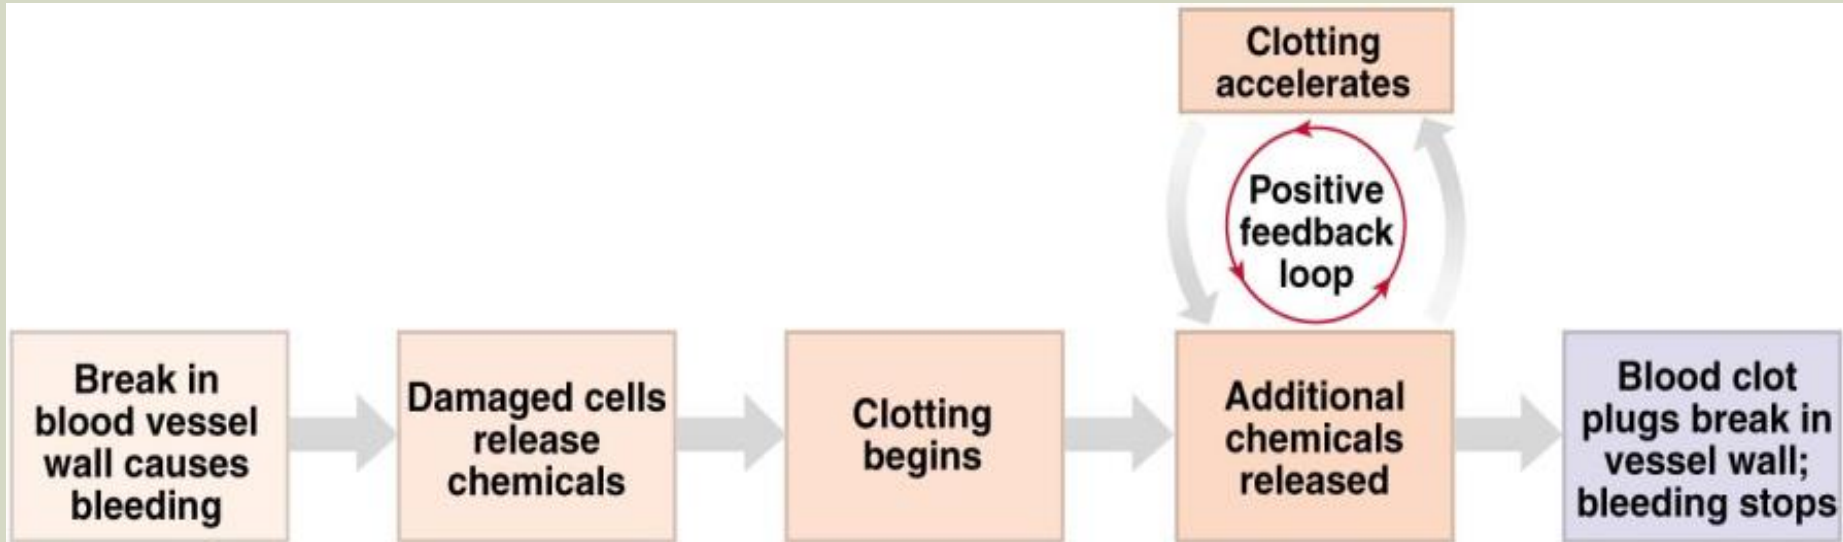 Clotting
accelerates
Positive
feedback
loop
Break in
blood vessel
wall causes
bleeding
Damaged cells
release
chemicals
Clotting
begins
Additional
chemicals
released
Blood clot
plugs break in
vessel wall;
bleeding stops